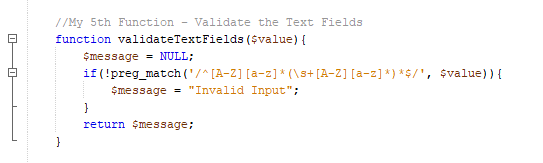 //My 5th Function - Validate the Text Fields
function validateTextFields($value){
$message = NULL;
if(!preg_match('/^[A-Z][a-z]*(\s+[A-Z][a-z]*)*$/', $value)){
$message = "Invalid Input";
}
return $message;
}